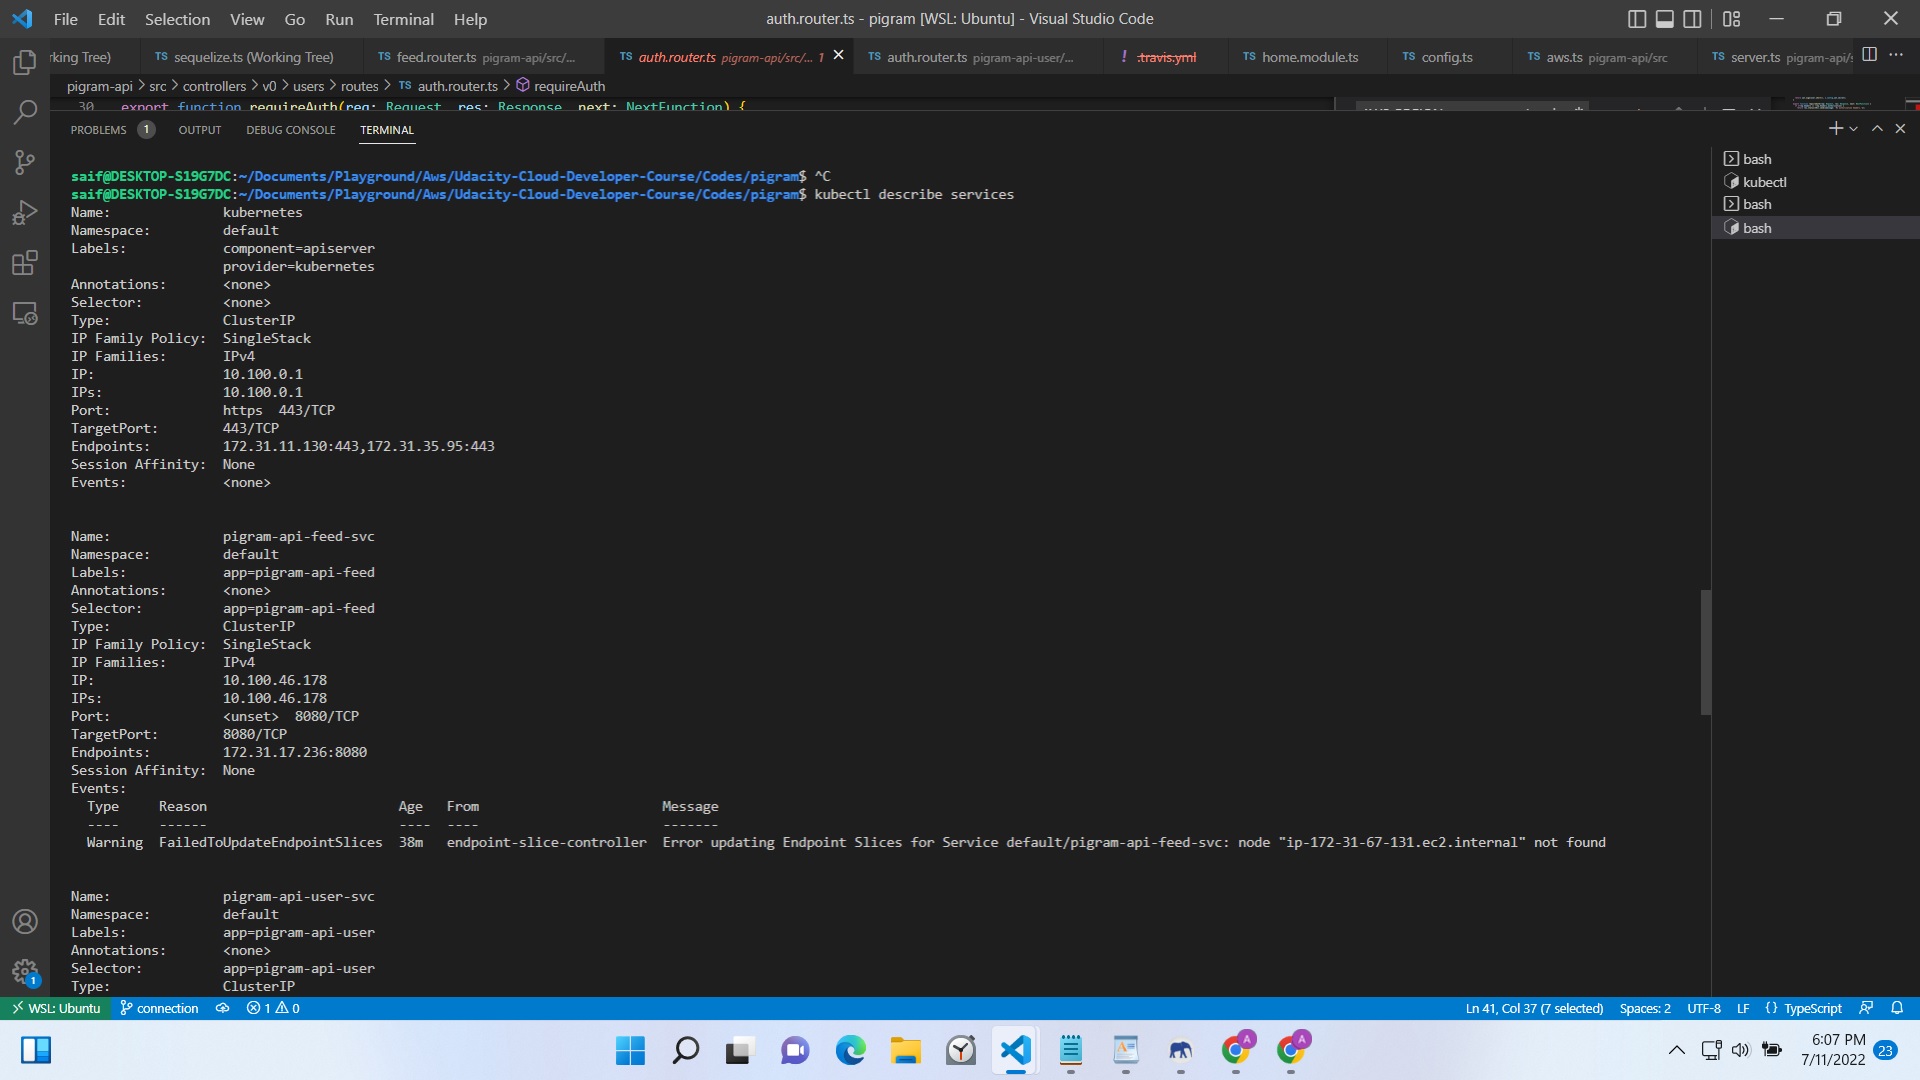 File Edit Selection View Go Run Terminal Help
auth.router.ts - pigram [WSL: Ubuntu] - Visual Studio Code
rking Tree)
TS sequelize.ts (Working Tree)
TS feed.router.ts pigram-api/src/...
TS auth.router.ts pigram-api/src/... 1
TS auth.router.ts pigram-api-user/...
! .travis.yml
TS home.module.ts
TS config.ts
TS aws.ts pigram-api/src
TS server.ts pigram-api/s
pigram-api > src > controllers > v0 > users > routes > TS auth.router.ts > requireAuth
30 export function requireAuth(req: Request, res: Response, next: NextFunction) {
PROBLEMS 1 OUTPUT DEBUG CONSOLE TERMINAL
bash
kubectl
bash
bash
saif@DESKTOP-S19G7DC:~/Documents/Playground/Aws/Udacity-Cloud-Developer-Course/Codes/pigram$ ^C
saif@DESKTOP-S19G7DC:~/Documents/Playground/Aws/Udacity-Cloud-Developer-Course/Codes/pigram$ kubectl describe services
Name: kubernetes
Namespace: default
Labels: component=apiserver
provider=kubernetes
Annotations: <none>
Selector: <none>
Type: ClusterIP
IP Family Policy: SingleStack
IP Families: IPv4
IP: 10.100.0.1
IPs: 10.100.0.1
Port: https 443/TCP
TargetPort: 443/TCP
Endpoints: 172.31.11.130:443,172.31.35.95:443
Session Affinity: None
Events: <none>
Name: pigram-api-feed-svc
Namespace: default
Labels: app=pigram-api-feed
Annotations: <none>
Selector: app=pigram-api-feed
Type: ClusterIP
IP Family Policy: SingleStack
IP Families: IPv4
IP: 10.100.46.178
IPs: 10.100.46.178
Port: <unset> 8080/TCP
TargetPort: 8080/TCP
Endpoints: 172.31.17.236:8080
Session Affinity: None
Events:
Type Reason Age From Message
---- ------ ---- ---- -------
Warning FailedToUpdateEndpointSlices 38m endpoint-slice-controller Error updating Endpoint Slices for Service default/pigram-api-feed-svc: node "ip-172-31-67-131.ec2.internal" not found
Name: pigram-api-user-svc
Namespace: default
Labels: app=pigram-api-user
Annotations: <none>
Selector: app=pigram-api-user
Type: ClusterIP
1
WSL: Ubuntu connection 1 0
Ln 41, Col 37 (7 selected) Spaces: 2 UTF-8 LF {} TypeScript
A
A
6:07 PM
7/11/2022
23